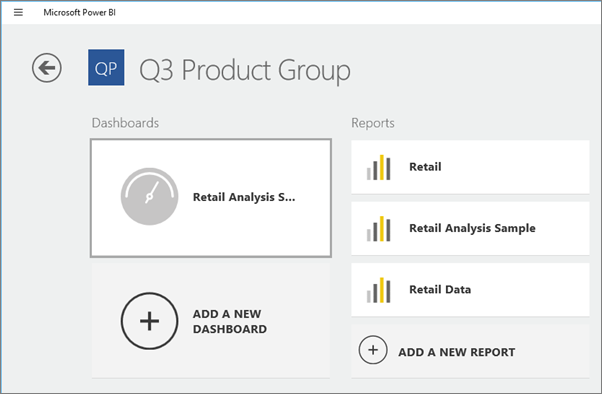 Microsoft Power BI
QP
Q3 Product Group
Dashboards
Reports
Retail Analysis S...
ADD A NEW
DASHBOARD
Retail
Retail Analysis Sample
Retail Data
ADD A NEW REPORT